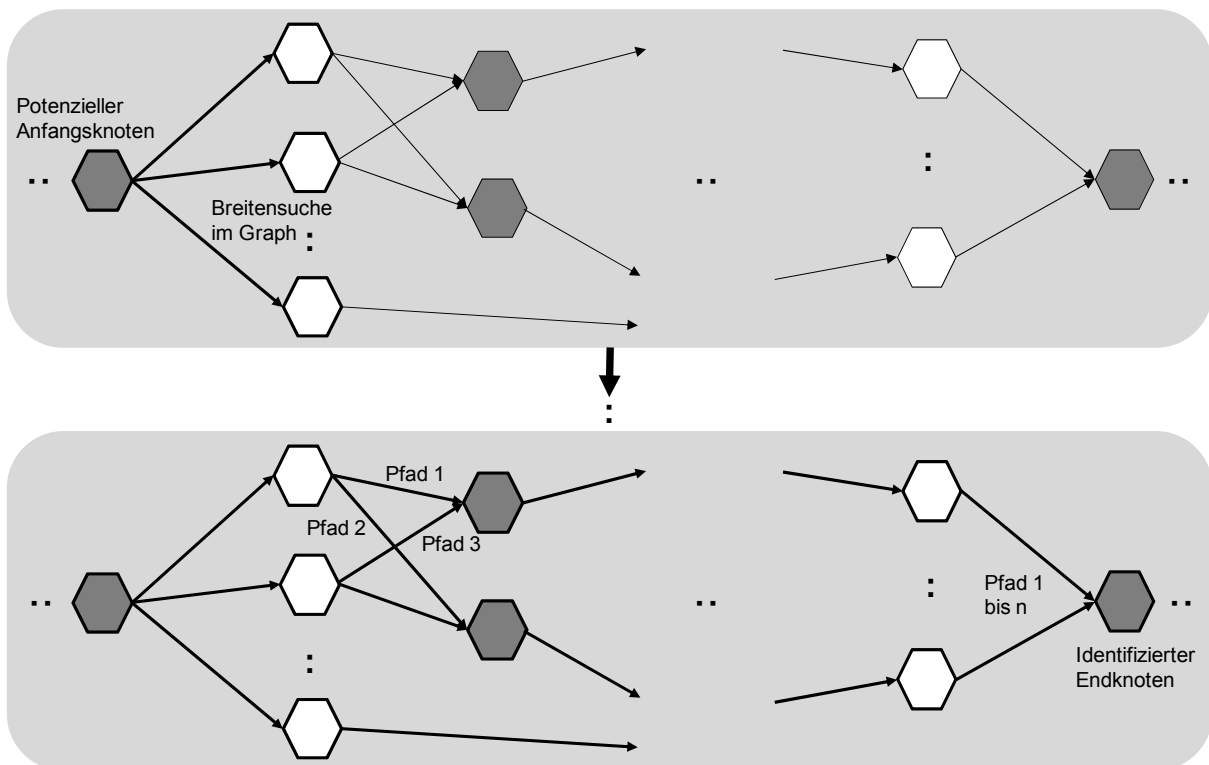 Potenzieller
Anfangsknoten
..
Breitensuche
im Graph
:
..
:
..
:
Pfad 1
Pfad 2
Pfad 3
..
:
..
:
Pfad 1
bis n
..
Identifizierter
Endknoten